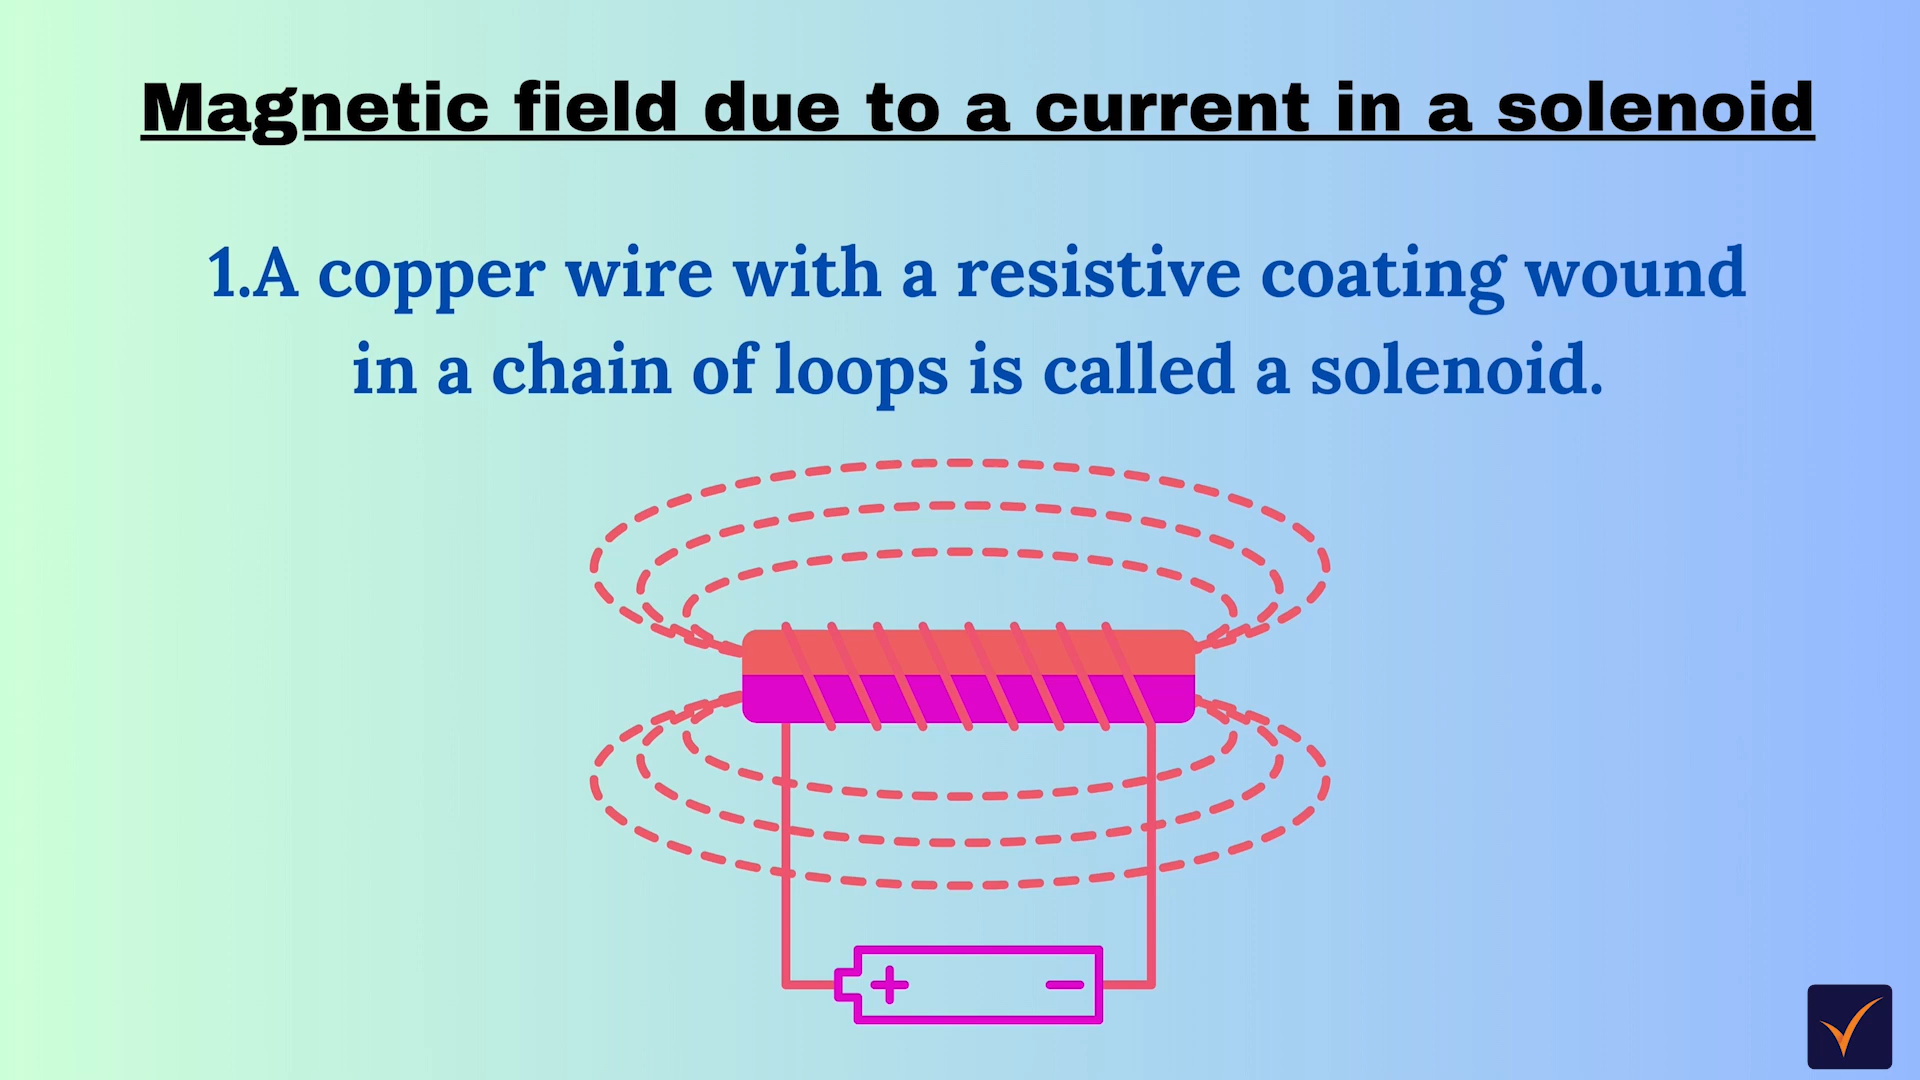 Magnetic field due to a current in a solenoid
1.A copper wire with a resistive coating wound
in a chain of loops is called a solenoid.
+ −